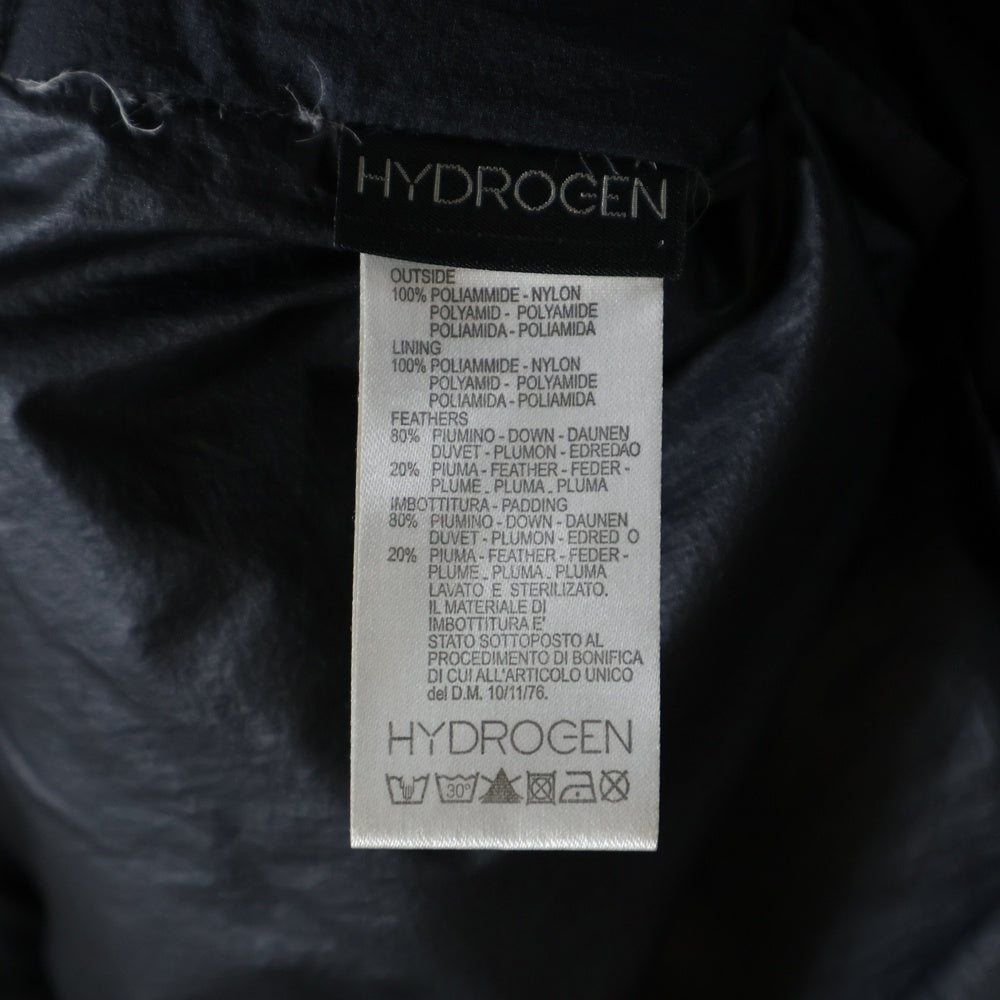 HYDROGEN
OUTSIDE
100% POLIAMMIDE - NYLON
POLYAMID - POLYAMIDE
POLIAMIDA - POLIAMIDA
LINING
100% POLIAMMIDE - NYLON
POLYAMID - POLYAMIDE
POLIAMIDA - POLIAMIDA
FEATHERS
80% PIUMINO - DOWN - DAUNEN
DUVET - PLUMON - EDREDAO
20% PIUMA - FEATHER - FEDER -
PLUME - PLUMA - PLUMA
IMBOTTITURA - PADDING
80% PIUMINO - DOWN - DAUNEN
DUVET - PLUMON - EDRED O
20% PIUMA - FEATHER - FEDER -
PLUME - PLUMA - PLUMA
LAVATO E STERILIZATO.
IL MATERIALE DI
IMBOTTITURA E'
STATO SOTTOPOSTO AL
PROCEDIMENTO DI BONIFICA
DI CUI ALL'ARTICOLO UNICO
del D.M. 10/11/76.
HYDROGEN
30°